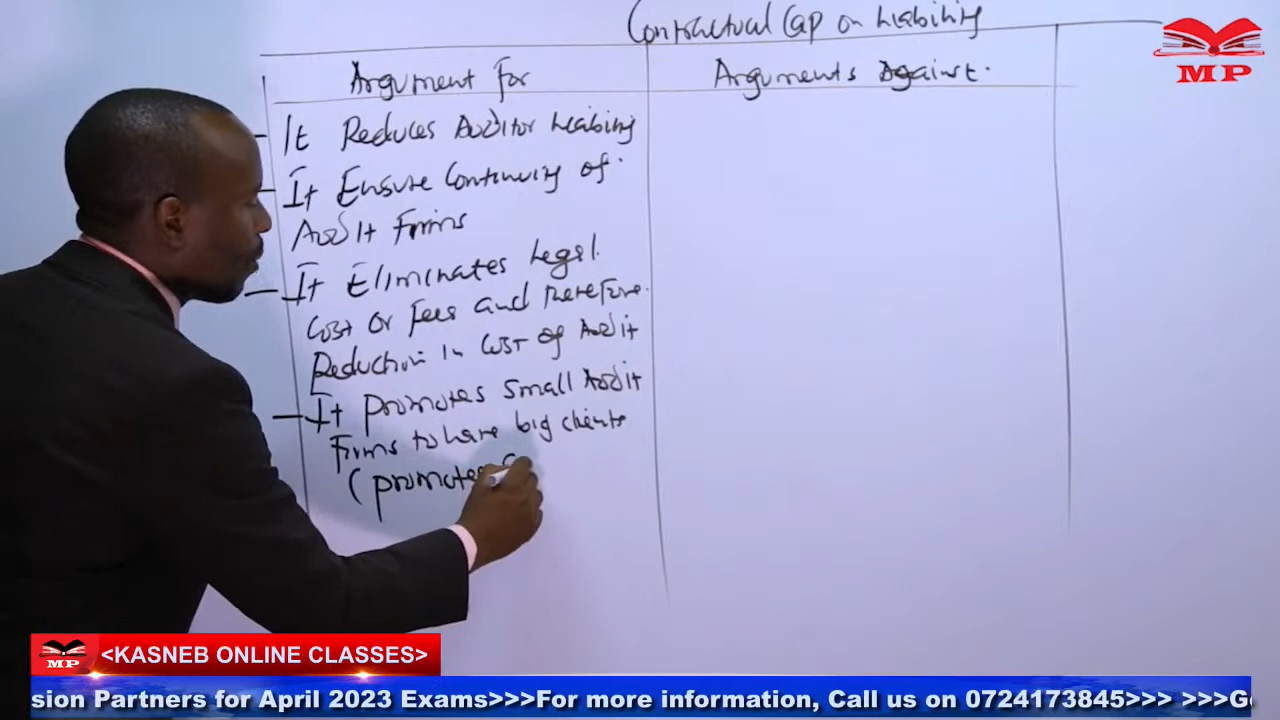 Contractual Cap on Liability
MP
Argument For
Arguments Against.
- It Reduces Auditor Liability
- It Ensure Continuity of
Audit Firms
- It Eliminates Legal
Cost or Fees and therefore
Reduction in Cost of Audit
- It promotes Small Audit
Firms to have big clients
(promotes
MP
<KASNEB ONLINE CLASSES>
sion Partners for April 2023 Exams>>>For more information, Call us on 0724173845>>> >>>G